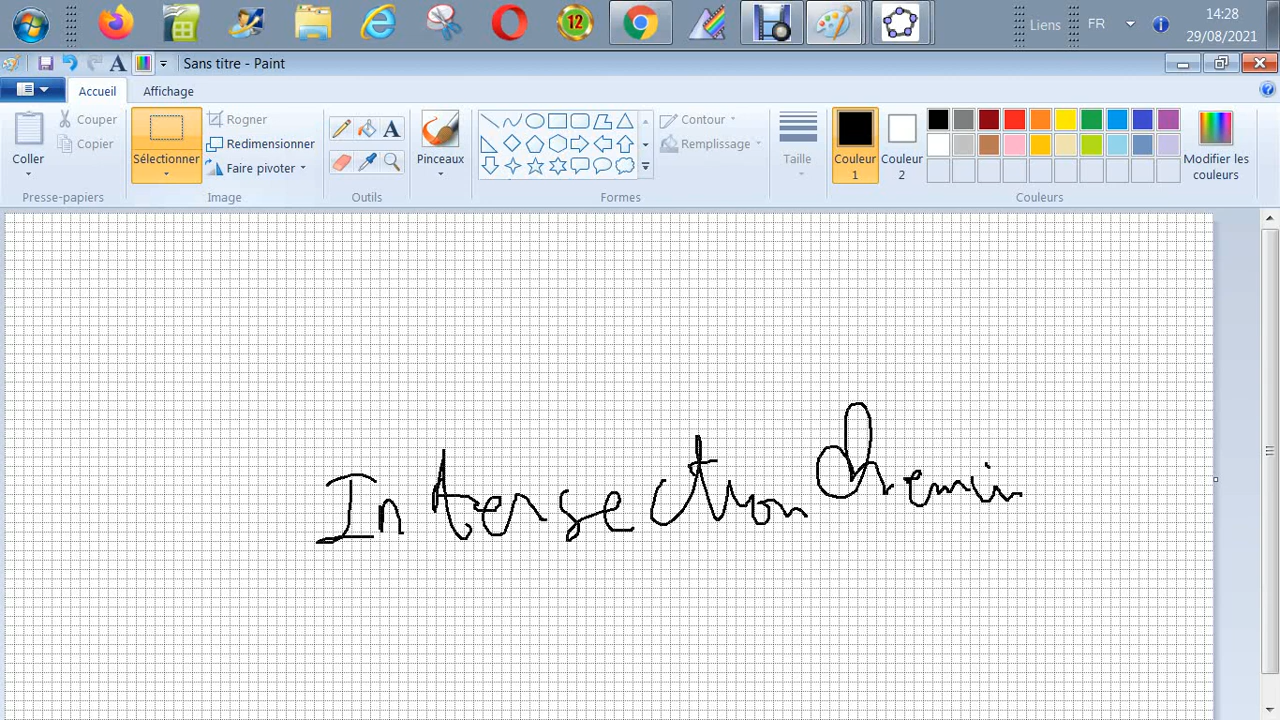 Liens
FR
14:28
29/08/2021
12
Sans titre - Paint
Accueil
Affichage
Coller
Couper
Copier
Presse-papiers
Sélectionner
Rogner
Redimensionner
Faire pivoter
Image
Outils
Pinceaux
Contour
Remplissage
Formes
Taille
Couleur
1
Couleur
2
Modifier les
couleurs
Couleurs
Intersection Chemin